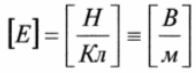 [E] = [Н/Кл] ≡ [В/м]